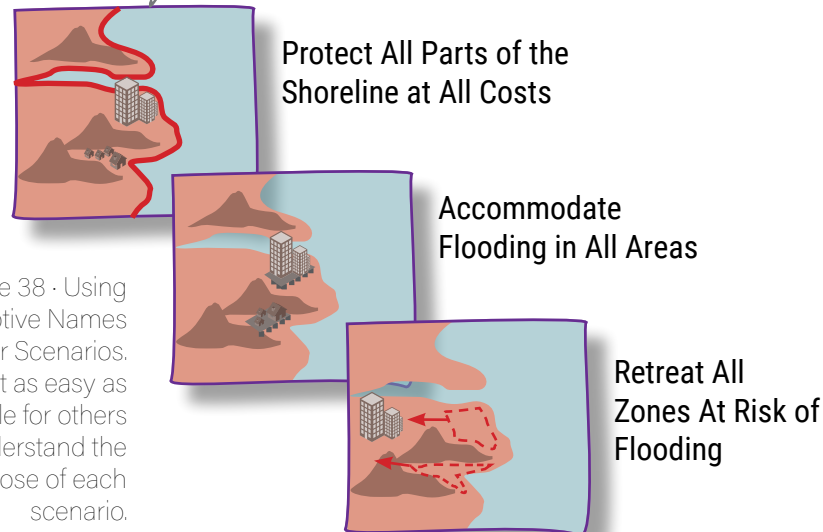 Protect All Parts of the
Shoreline at All Costs
Accommodate
Flooding in All Areas
Retreat All
Zones At Risk of
Flooding
38 · Using
Names
Scenarios.
as easy as
for others
the
of each
scenario.